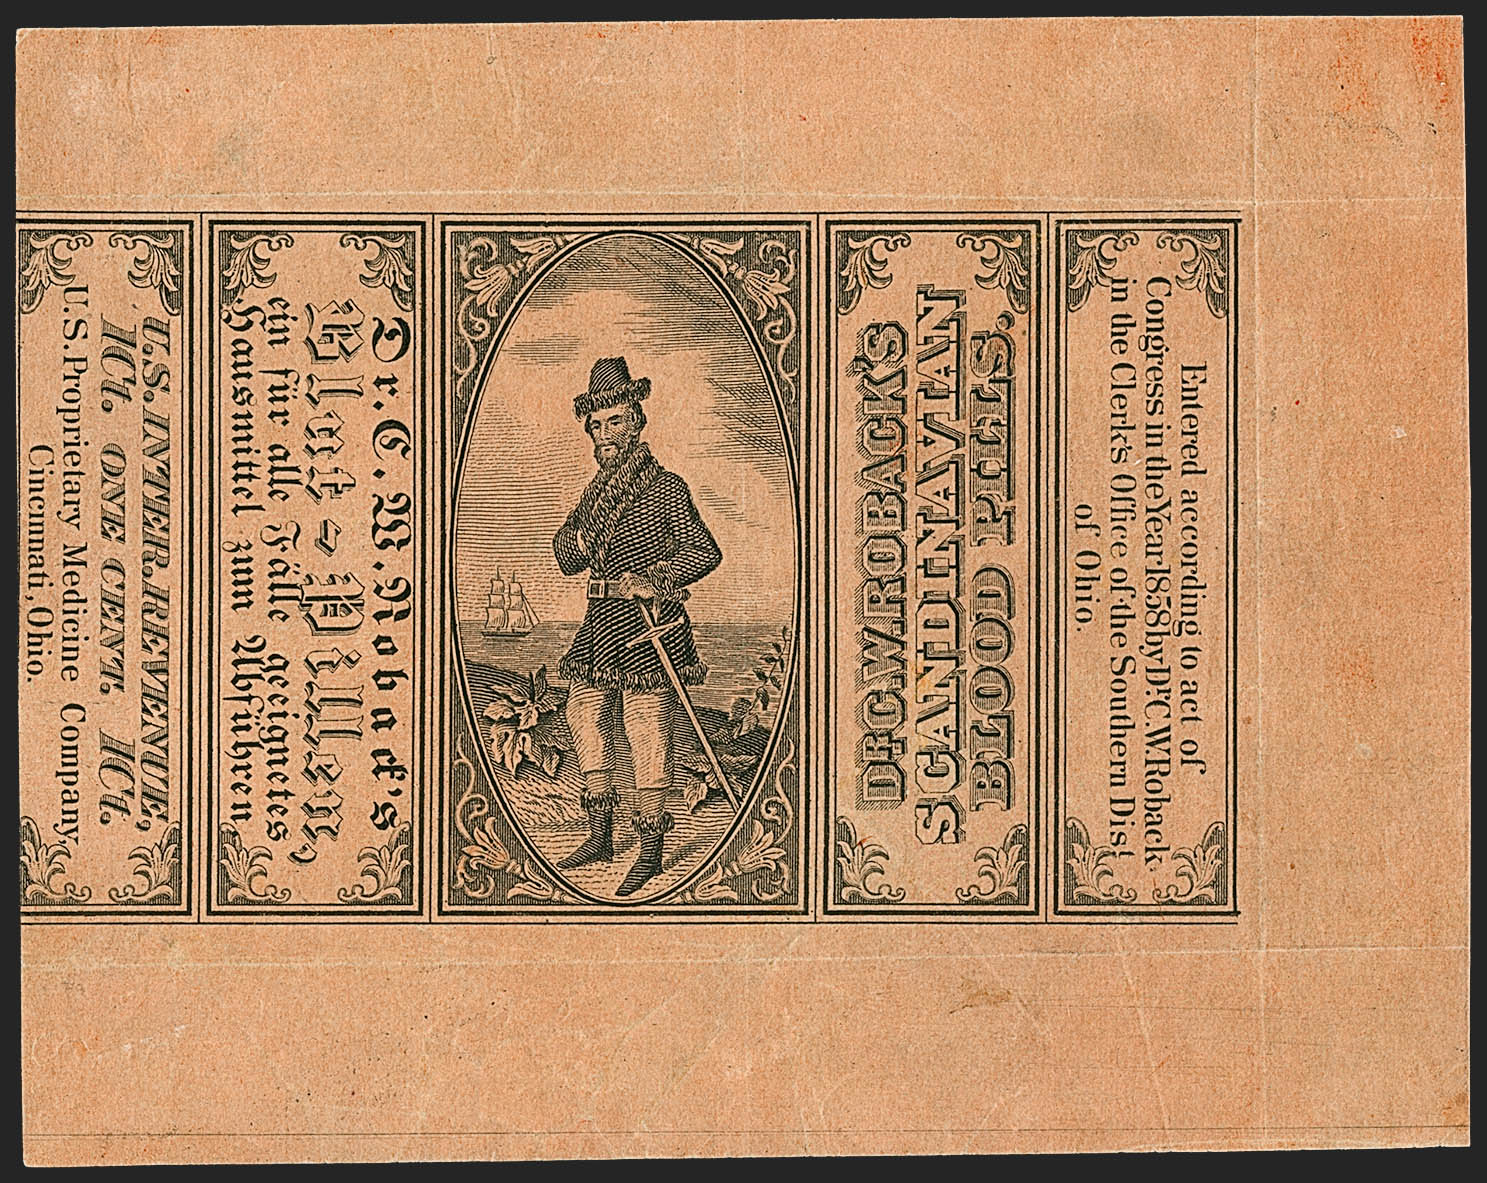 U.S. INTER. REVENUE,
1Ct. ONE CENT. 1Ct.
U.S. Proprietary Medicine Company,
Cincinnati, Ohio.
Dr. C. W. Roback's
Blut-Pillen,
ein für alle Fälle geeignetes
Hausmittel zum Abführen
DR. C.W. ROBACK'S
SCANDINAVIAN
BLOOD PILLS.
Entered according to act of
Congress in the Year 1858 by Dr. C.W. Roback
in the Clerk's Office of the Southern Dist
of Ohio.